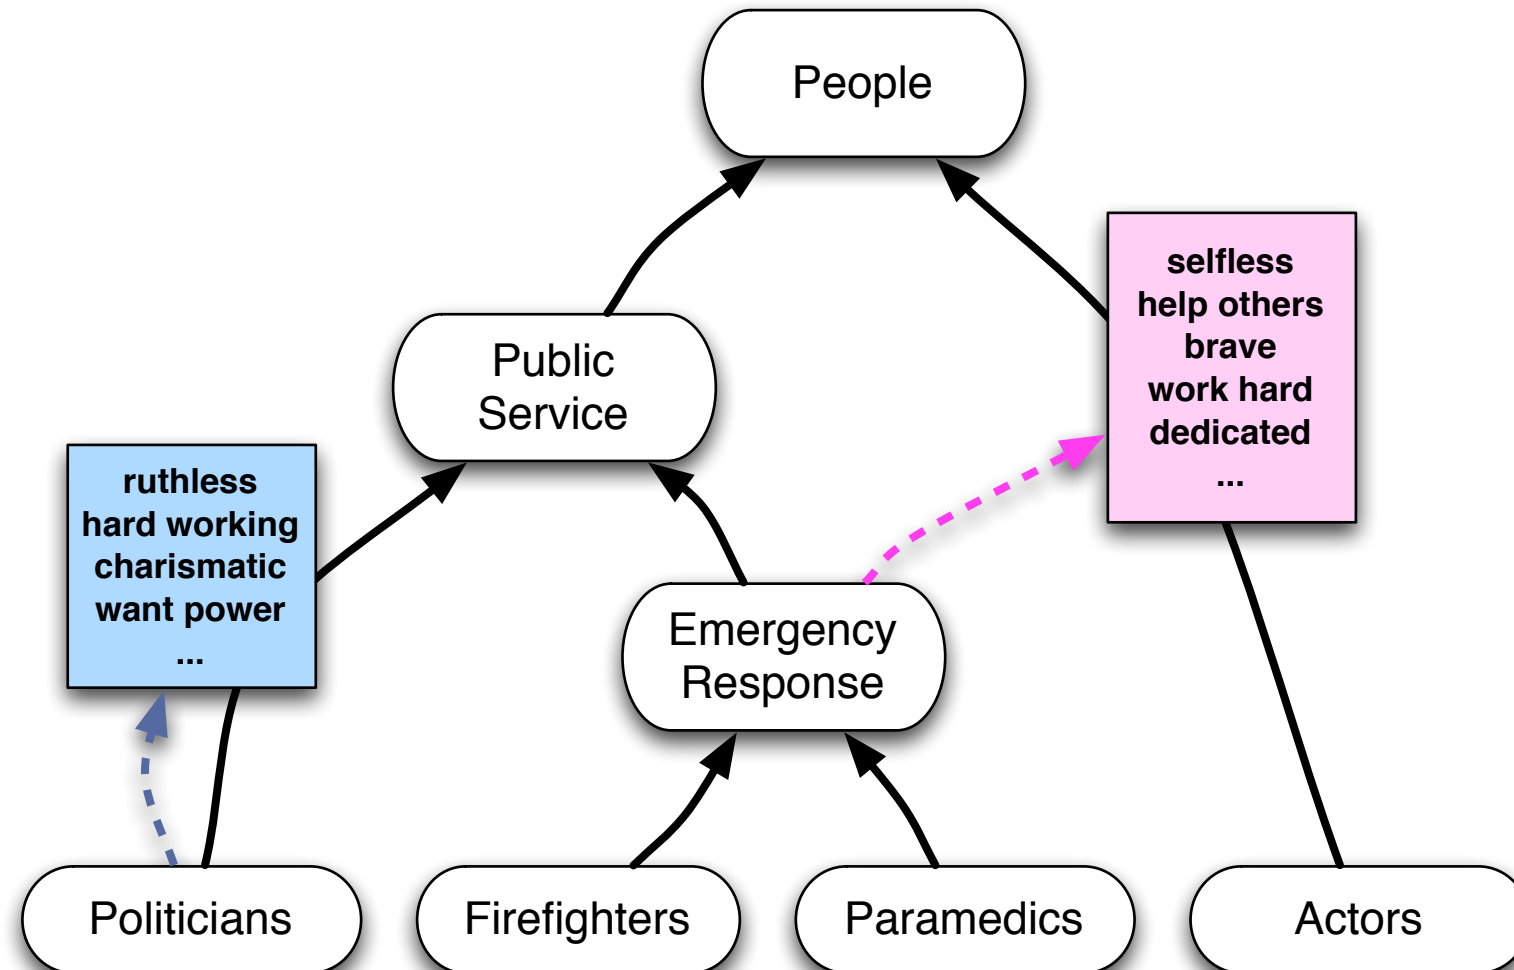 People
selfless
help others
brave
work hard
dedicated
...
Public
Service
ruthless
hard working
charismatic
want power
...
Emergency
Response
Politicians
Firefighters
Paramedics
Actors